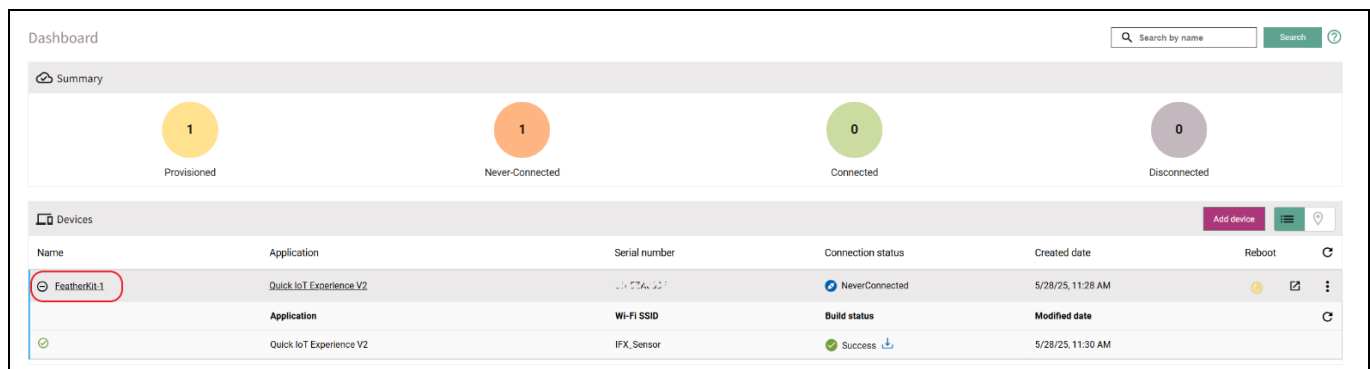 Dashboard
Search by name
Search
Summary
1
1
0
0
Provisioned
Never-Connected
Connected
Disconnected
Devices
Add device
Name Application Serial number Connection status Created date Reboot
FeatherKit-1 Quick IoT Experience V2 NeverConnected 5/28/25, 11:28 AM
Application Wi-Fi SSID Build status Modified date
Quick IoT Experience V2 IFX_Sensor Success 5/28/25, 11:30 AM